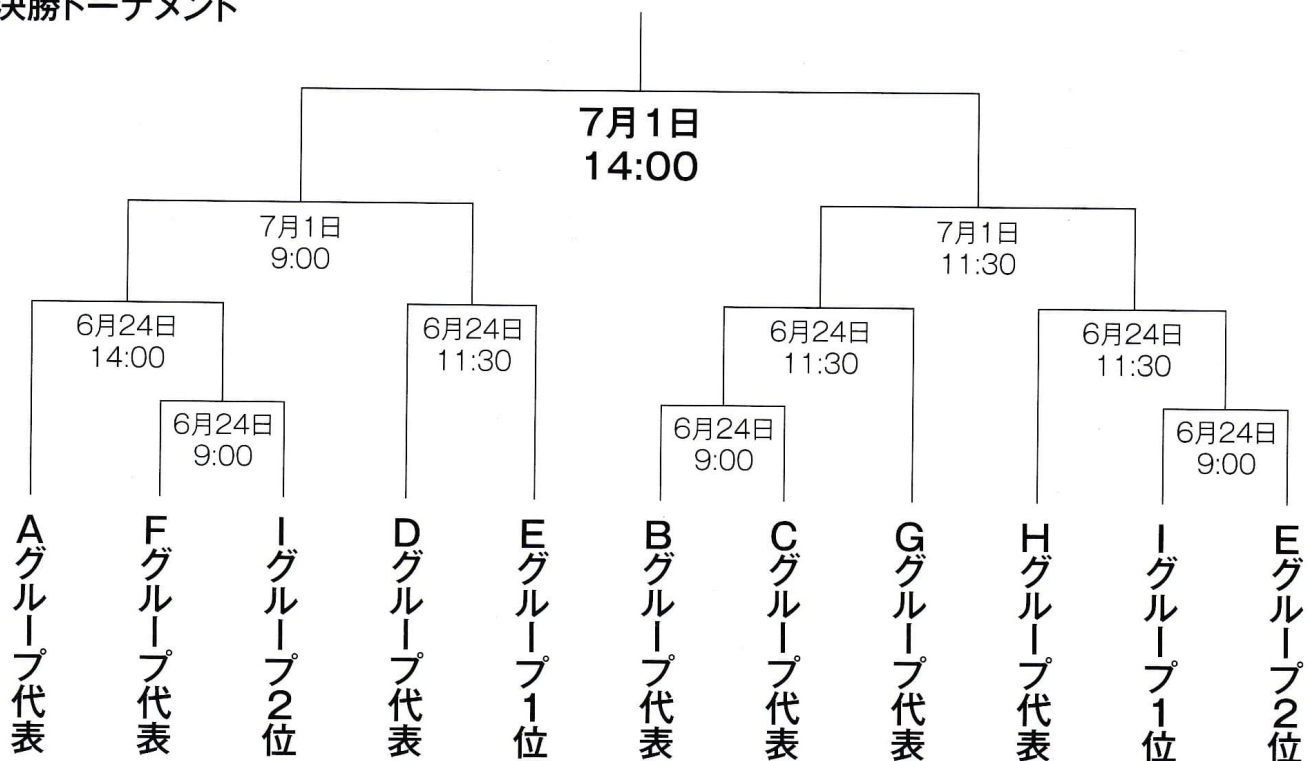 決勝トーナメント
7月1日
14:00
7月1日
9:00
7月1日
11:30
6月24日
14:00
6月24日
11:30
6月24日
11:30
6月24日
11:30
6月24日
9:00
6月24日
9:00
6月24日
9:00
Aグループ代表
Fグループ代表
Iグループ2位
Dグループ代表
Eグループ1位
Bグループ代表
Cグループ代表
Gグループ代表
Hグループ代表
Iグループ1位
Eグループ2位